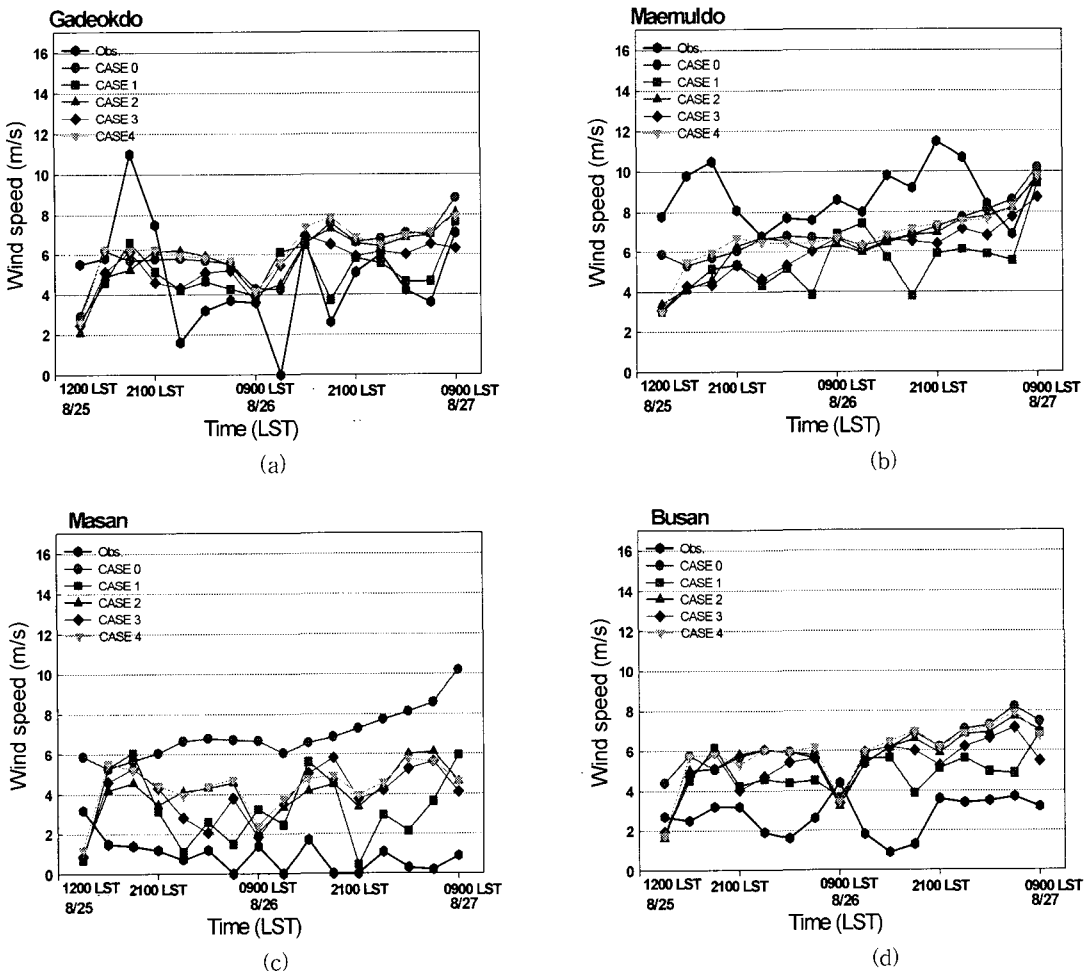 Gadeokdo
Wind speed (m/s)
16
14
12
10
8
6
4
2
0
Obs.
CASE 0
CASE 1
CASE 2
CASE 3
CASE4
1200 LST 2100 LST 0900 LST 2100 LST 0900 LST
8/25 8/26 8/27
Time (LST)
(a)
Maemuldo
Wind speed (m/s)
16
14
12
10
8
6
4
2
0
Obs.
CASE 0
CASE 1
CASE 2
CASE 3
CASE 4
1200 LST 2100 LST 0900 LST 2100 LST 0900 LST
8/25 8/26 8/27
Time (LST)
(b)
Masan
Wind speed (m/s)
16
14
12
10
8
6
4
2
0
Obs.
CASE 0
CASE 1
CASE 2
CASE 3
CASE 4
1200 LST 2100 LST 0900 LST 2100 LST 0900 LST
8/25 8/26 8/27
Time (LST)
(c)
Busan
Wind speed (m/s)
16
14
12
10
8
6
4
2
0
Obs.
CASE 0
CASE 1
CASE 2
CASE 3
CASE 4
1200 LST 2100 LST 0900 LST 2100 LST 0900 LST
8/25 8/26 8/27
Time (LST)
(d)